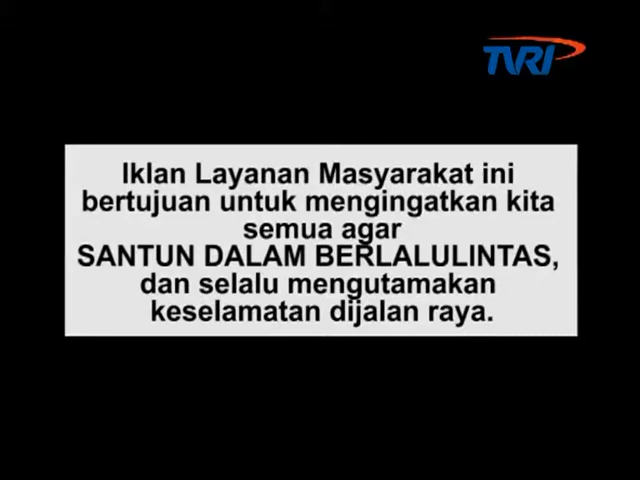 TVRI
Iklan Layanan Masyarakat ini
bertujuan untuk mengingatkan kita
semua agar
SANTUN DALAM BERLALULINTAS,
dan selalu mengutamakan
keselamatan dijalan raya.